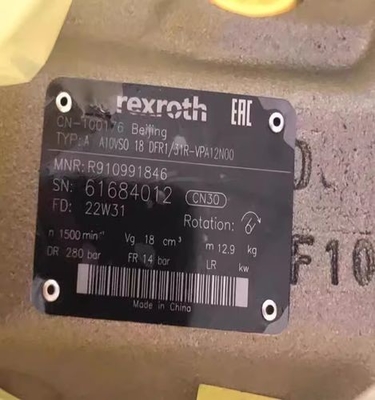 rexroth EAC
CN-100176 Beijing
TYP: A A10VSO 18 DFR1/31R-VPA12N00
MNR: R910991846
SN: 61684012 CN30
FD: 22W31 Rotation:
n 1500 min⁻¹ Vg 18 cm³ m 12.9 kg
DR 280 bar FR 14 bar LR kw
Made in China
F10